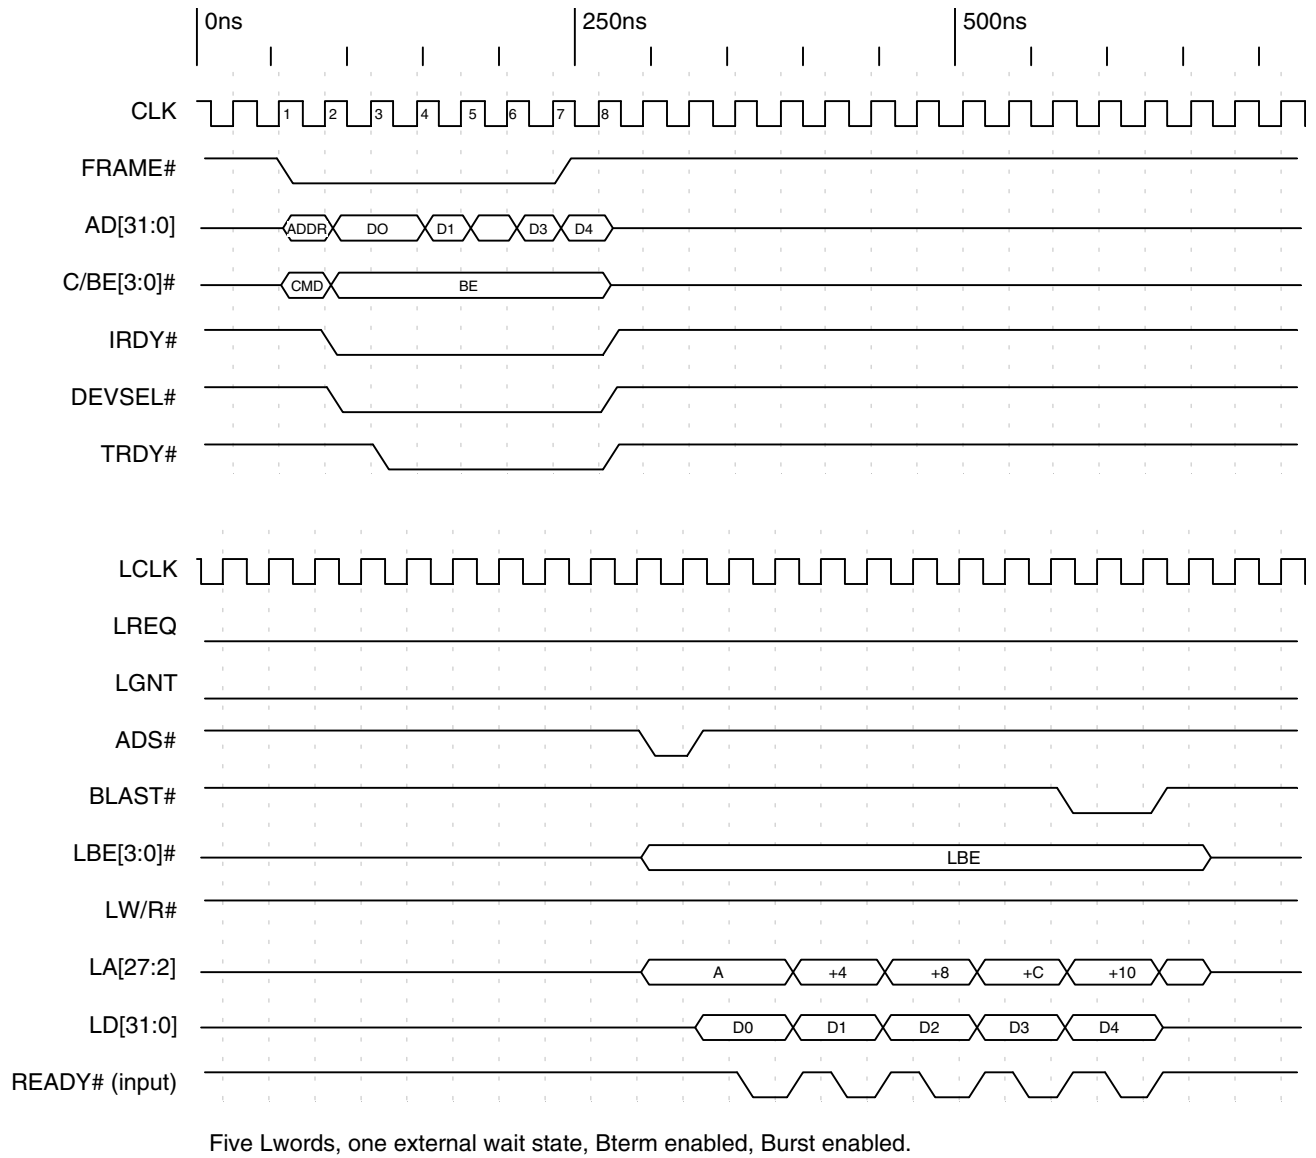 0ns 250ns 500ns
CLK 1 2 3 4 5 6 7 8
FRAME#
AD[31:0] ADDR DO D1 D3 D4
C/BE[3:0]# CMD BE
IRDY#
DEVSEL#
TRDY#
LCLK
LREQ
LGNT
ADS#
BLAST#
LBE[3:0]# LBE
LW/R#
LA[27:2] A +4 +8 +C +10
LD[31:0] D0 D1 D2 D3 D4
READY# (input)
Five Lwords, one external wait state, Bterm enabled, Burst enabled.